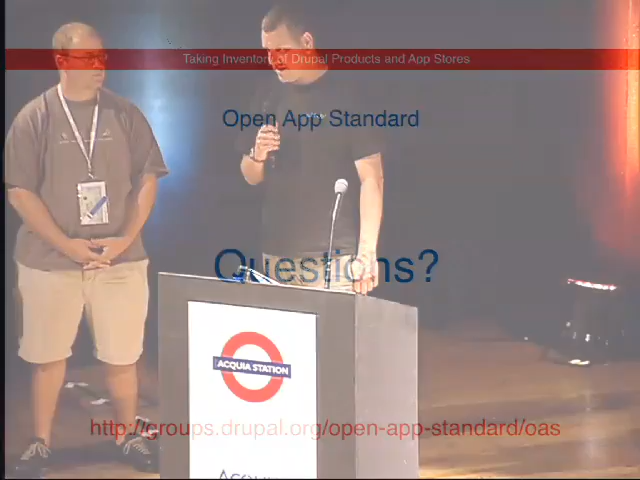 Taking Inventory of Drupal Products and App Stores
Open App Standard
Questions?
ACQUIA STATION
http://groups.drupal.org/open-app-standard/oas
Acquia